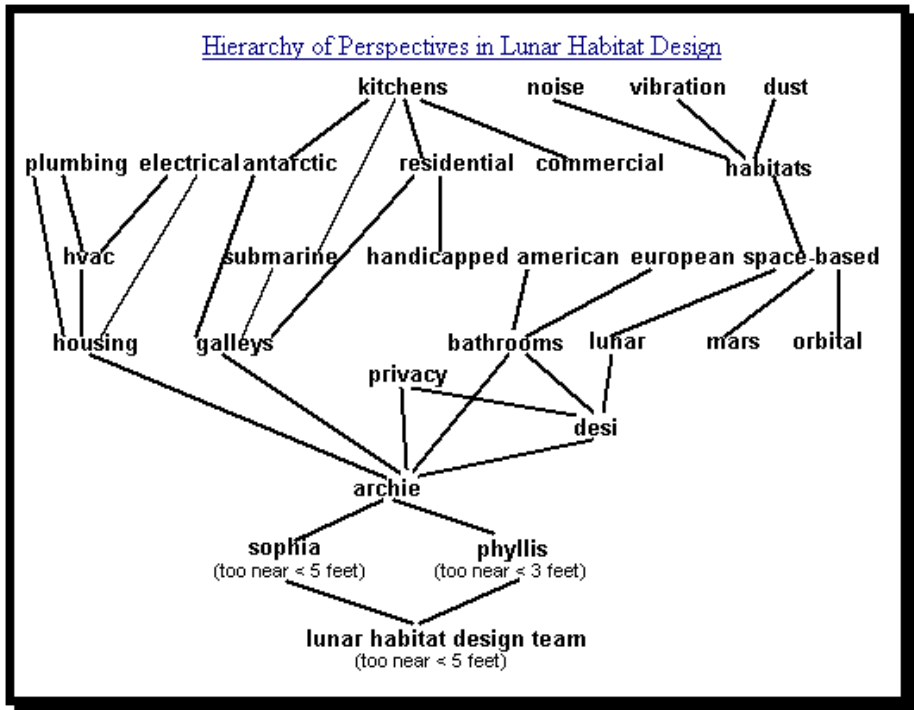 Hierarchy of Perspectives in Lunar Habitat Design
kitchens noise vibration dust
plumbing electrical antarctic residential commercial habitats
hvac submarine handicapped american european space-based
housing galleys bathrooms lunar mars orbital
privacy
desi
archie
sophia phyllis
(too near < 5 feet) (too near < 3 feet)
lunar habitat design team
(too near < 5 feet)